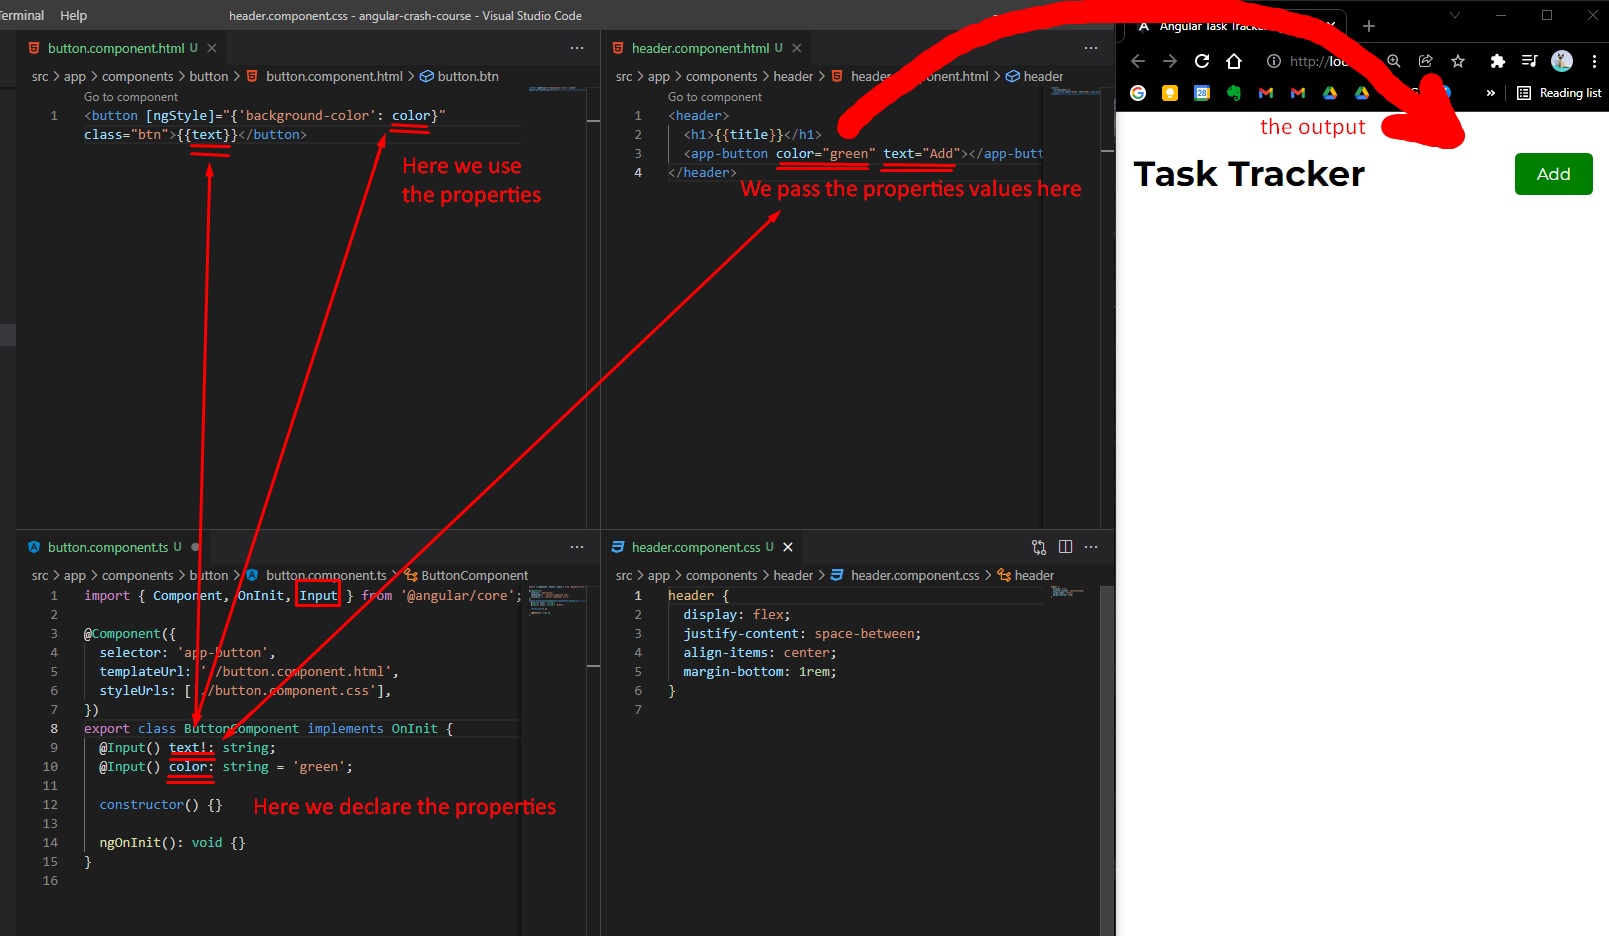 Terminal Help
header.component.css - angular-crash-course - Visual Studio Code
button.component.html U
src > app > components > button > button.component.html > button.btn
Go to component
1 <button [ngStyle]="{'background-color': color}"
class="btn">{{text}}</button>
Here we use
the properties
header.component.html U
src > app > components > header > header.component.html > header
Go to component
1 <header>
2 <h1>{{title}}</h1>
3 <app-button color="green" text="Add"></app-butt
4 </header>
We pass the properties values here
button.component.ts U
src > app > components > button > button.component.ts > ButtonComponent
1 import { Component, OnInit, Input } from '@angular/core';
2
3 @Component({
4 selector: 'app-button',
5 templateUrl: './button.component.html',
6 styleUrls: ['./button.component.css'],
7 })
8 export class ButtonComponent implements OnInit {
9 @Input() text!: string;
10 @Input() color: string = 'green';
11
12 constructor() {}
13
14 ngOnInit(): void {}
15 }
16
Here we declare the properties
header.component.css U
src > app > components > header > header.component.css > header
1 header {
2 display: flex;
3 justify-content: space-between;
4 align-items: center;
5 margin-bottom: 1rem;
6 }
7
Angular Task Tracker
http://loc
28
» Reading list
the output
Task Tracker
Add